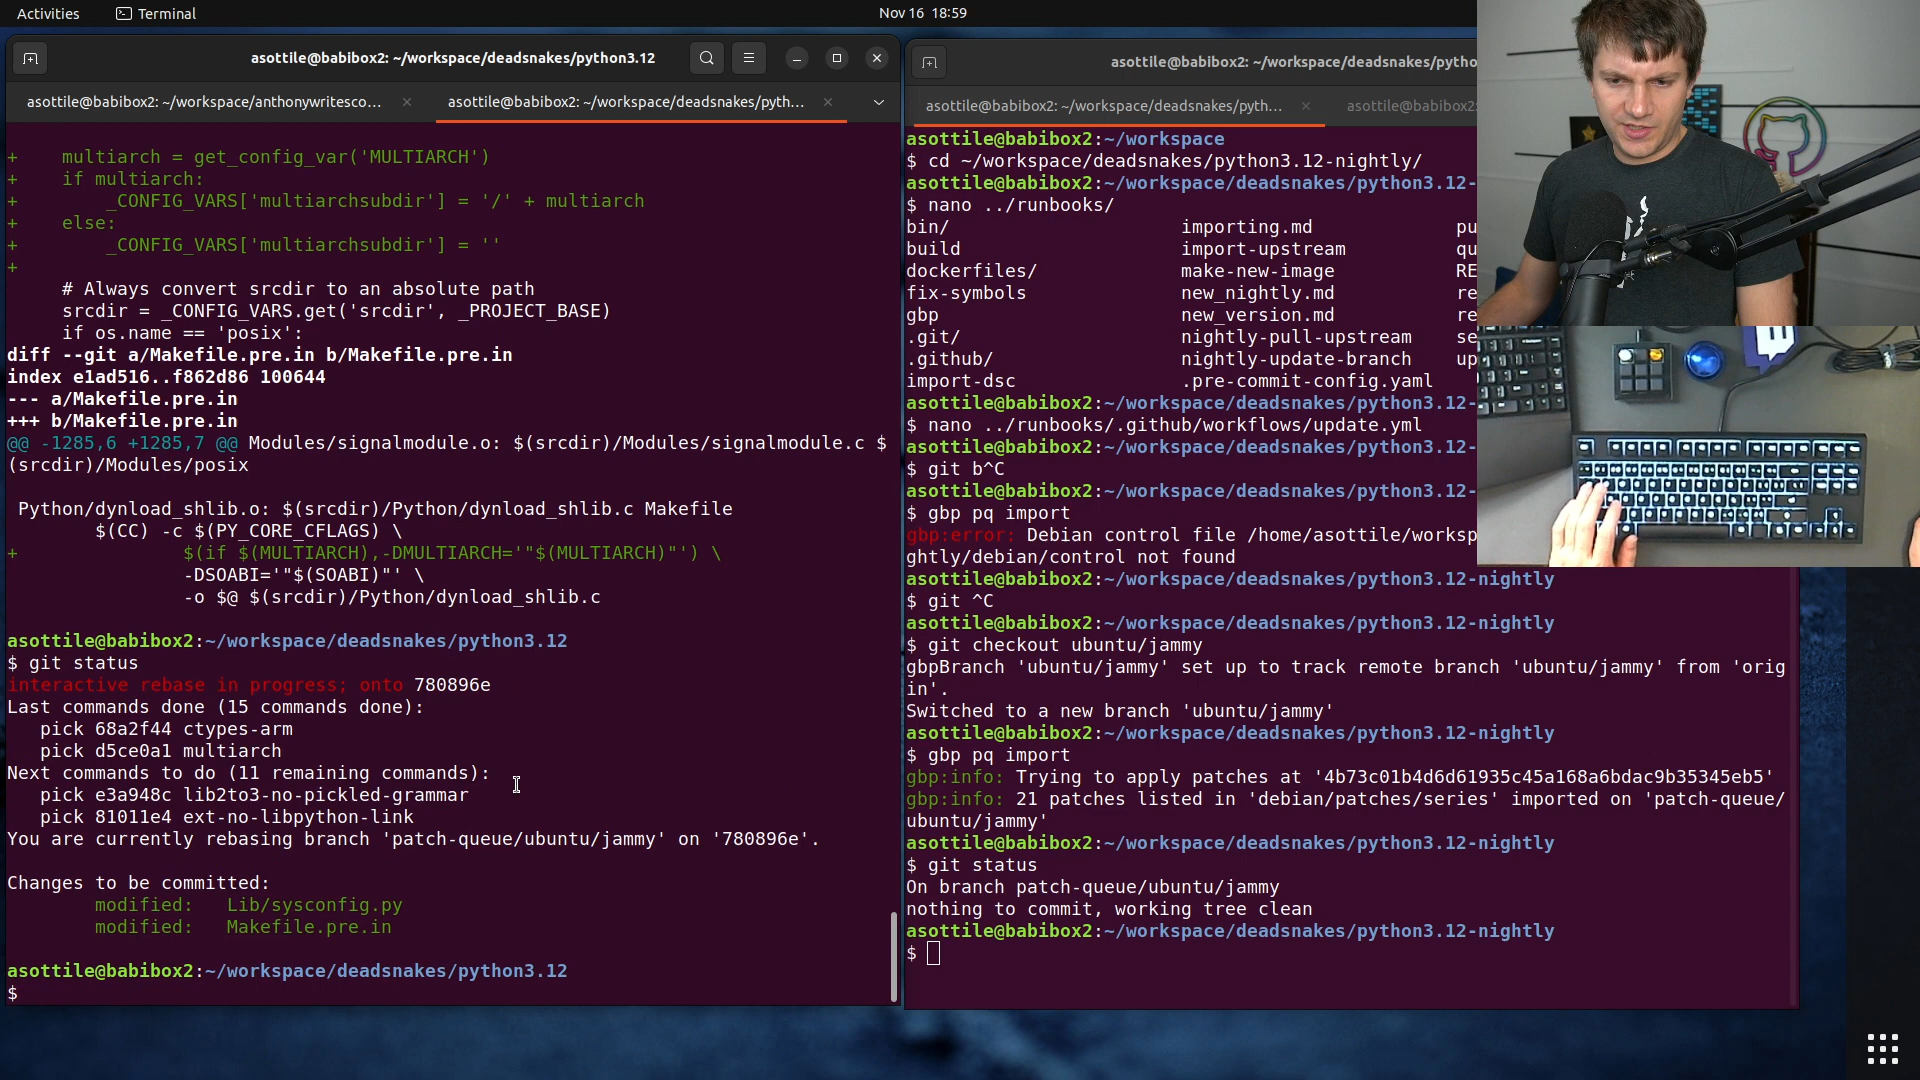 Activities
Terminal
Nov 16 18:59
asottile@babibox2: ~/workspace/deadsnakes/python3.12
asottile@babibox2: ~/workspace/anthonywritesco…
asottile@babibox2: ~/workspace/deadsnakes/pyth…
+    multiarch = get_config_var('MULTIARCH')
+    if multiarch:
+        _CONFIG_VARS['multiarchsubdir'] = '/' + multiarch
+    else:
+        _CONFIG_VARS['multiarchsubdir'] = ''
+
     # Always convert srcdir to an absolute path
     srcdir = _CONFIG_VARS.get('srcdir', _PROJECT_BASE)
     if os.name == 'posix':
diff --git a/Makefile.pre.in b/Makefile.pre.in
index e1ad516..f862d86 100644
--- a/Makefile.pre.in
+++ b/Makefile.pre.in
@@ -1285,6 +1285,7 @@ Modules/signalmodule.o: $(srcdir)/Modules/signalmodule.c $
(srcdir)/Modules/posix
 Python/dynload_shlib.o: $(srcdir)/Python/dynload_shlib.c Makefile
        $(CC) -c $(PY_CORE_CFLAGS) \
+               $(if $(MULTIARCH),-DMULTIARCH='"$(MULTIARCH)"') \
                -DSOABI='"$(SOABI)"' \
                -o $@ $(srcdir)/Python/dynload_shlib.c
asottile@babibox2:~/workspace/deadsnakes/python3.12
$ git status
interactive rebase in progress; onto 780896e
Last commands done (15 commands done):
   pick 68a2f44 ctypes-arm
   pick d5ce0a1 multiarch
Next commands to do (11 remaining commands):
   pick e3a948c lib2to3-no-pickled-grammar
   pick 81011e4 ext-no-libpython-link
You are currently rebasing branch 'patch-queue/ubuntu/jammy' on '780896e'.
Changes to be committed:
        modified:   Lib/sysconfig.py
        modified:   Makefile.pre.in
asottile@babibox2:~/workspace/deadsnakes/python3.12
$
asottile@babibox2: ~/workspace/deadsnakes/pytho
asottile@babibox2: ~/workspace/deadsnakes/pyth…
asottile@babibox2:
asottile@babibox2:~/workspace
$ cd ~/workspace/deadsnakes/python3.12-nightly/
asottile@babibox2:~/workspace/deadsnakes/python3.12-
$ nano ../runbooks/
bin/                     importing.md             pu
build                    import-upstream          qu
dockerfiles/             make-new-image           RE
fix-symbols              new_nightly.md           re
gbp                      new_version.md           re
.git/                    nightly-pull-upstream    se
.github/                 nightly-update-branch    up
import-dsc               .pre-commit-config.yaml
asottile@babibox2:~/workspace/deadsnakes/python3.12-
$ nano ../runbooks/.github/workflows/update.yml
asottile@babibox2:~/workspace/deadsnakes/python3.12-
$ git b^C
asottile@babibox2:~/workspace/deadsnakes/python3.12-
$ gbp pq import
gbp:error: Debian control file /home/asottile/worksp
ghtly/debian/control not found
asottile@babibox2:~/workspace/deadsnakes/python3.12-nightly
$ git ^C
asottile@babibox2:~/workspace/deadsnakes/python3.12-nightly
$ git checkout ubuntu/jammy
gbpBranch 'ubuntu/jammy' set up to track remote branch 'ubuntu/jammy' from 'orig
in'.
Switched to a new branch 'ubuntu/jammy'
asottile@babibox2:~/workspace/deadsnakes/python3.12-nightly
$ gbp pq import
gbp:info: Trying to apply patches at '4b73c01b4d6d61935c45a168a6bdac9b35345eb5'
gbp:info: 21 patches listed in 'debian/patches/series' imported on 'patch-queue/
ubuntu/jammy'
asottile@babibox2:~/workspace/deadsnakes/python3.12-nightly
$ git status
On branch patch-queue/ubuntu/jammy
nothing to commit, working tree clean
asottile@babibox2:~/workspace/deadsnakes/python3.12-nightly
$